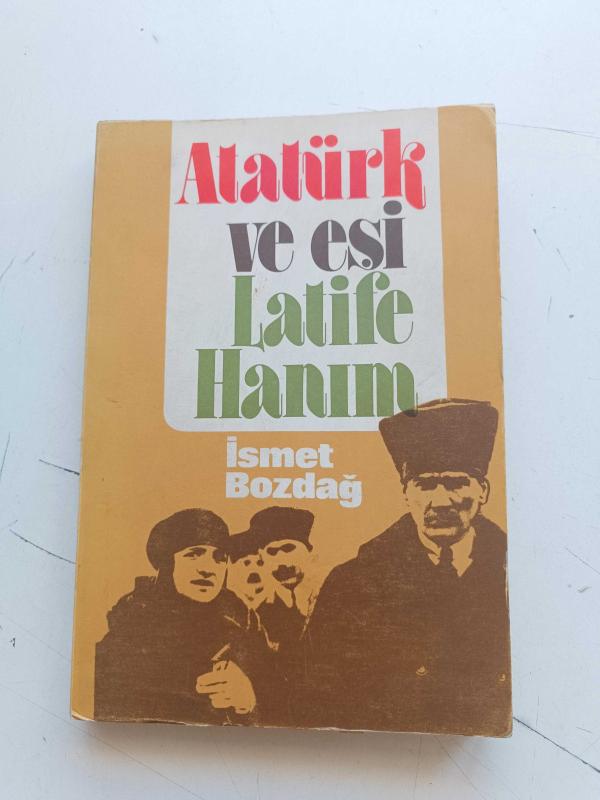 Atatürk
ve eşi
Latife
Hanım
İsmet
Bozdağ